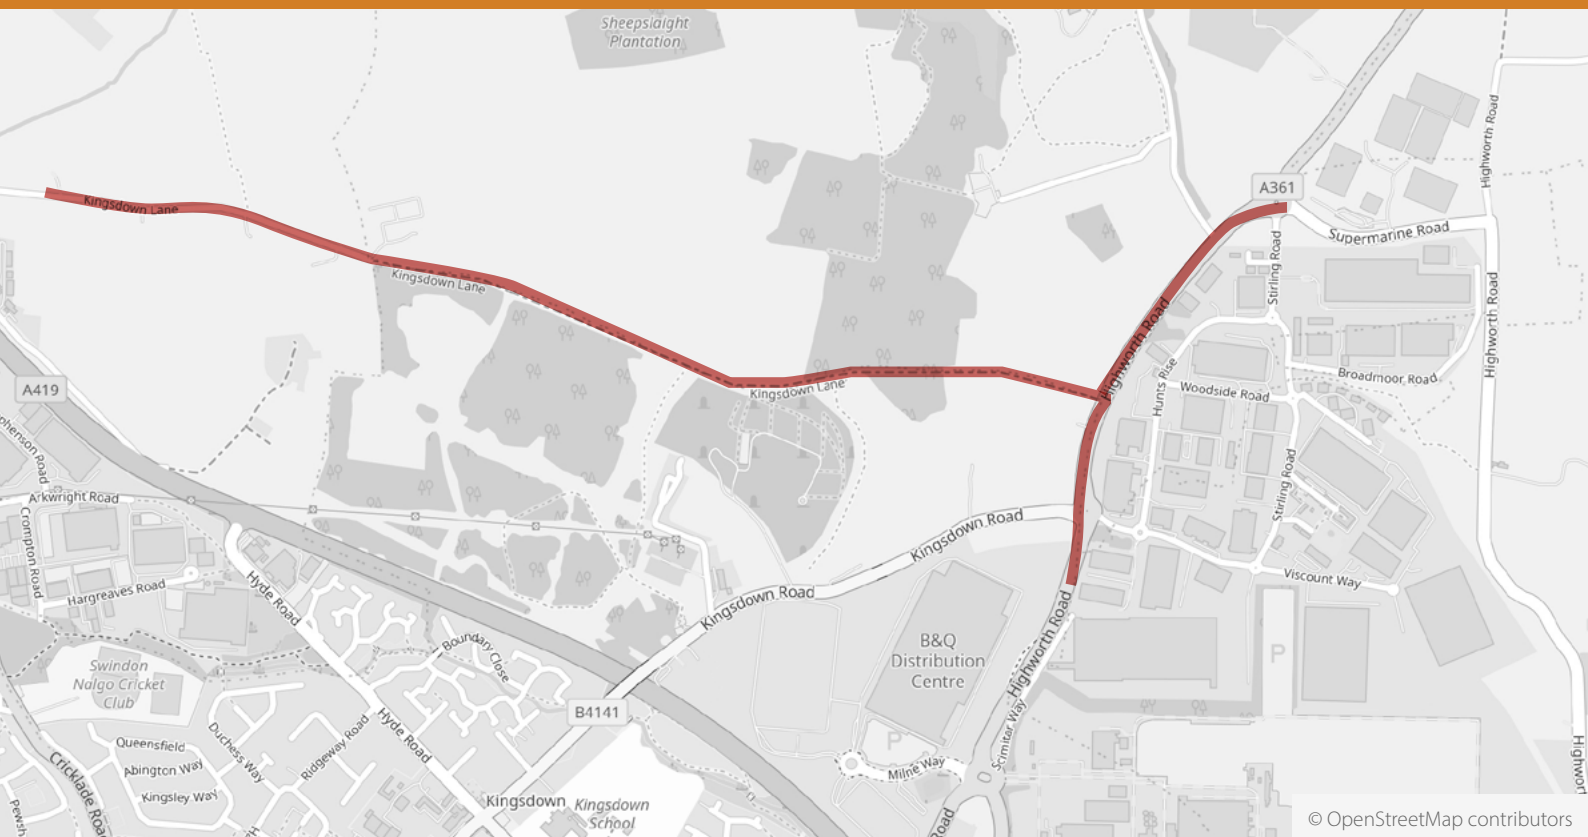 Sheepslaight
Plantation
Highworth Road
A361
Kingsdown Lane
Supermarine Road
Stirling Road
Kingsdown Lane
Highworth Road
Highworth Road
A419
Kingsdown Lane
Hunts Rise
Broadmoor Road
Woodside Road
Arkwright Road
Crompton Road
Stirling Road
Kingsdown Road
Viscount Way
Hargreaves Road
Hyde Road
Kingsdown Road
Boundary Close
B&Q
Distribution
Centre
Highworth Road
P
Swindon
Nalgo Cricket
Club
B4141
Hyde Road
Ridgeway Road
Duchess Way
Queensfield
Abington Way
Kingsley Way
Cricklade Road
P
Milne Way
Scimitar Way
Kingsdown
Kingsdown
School
Road
© OpenStreetMap contributors